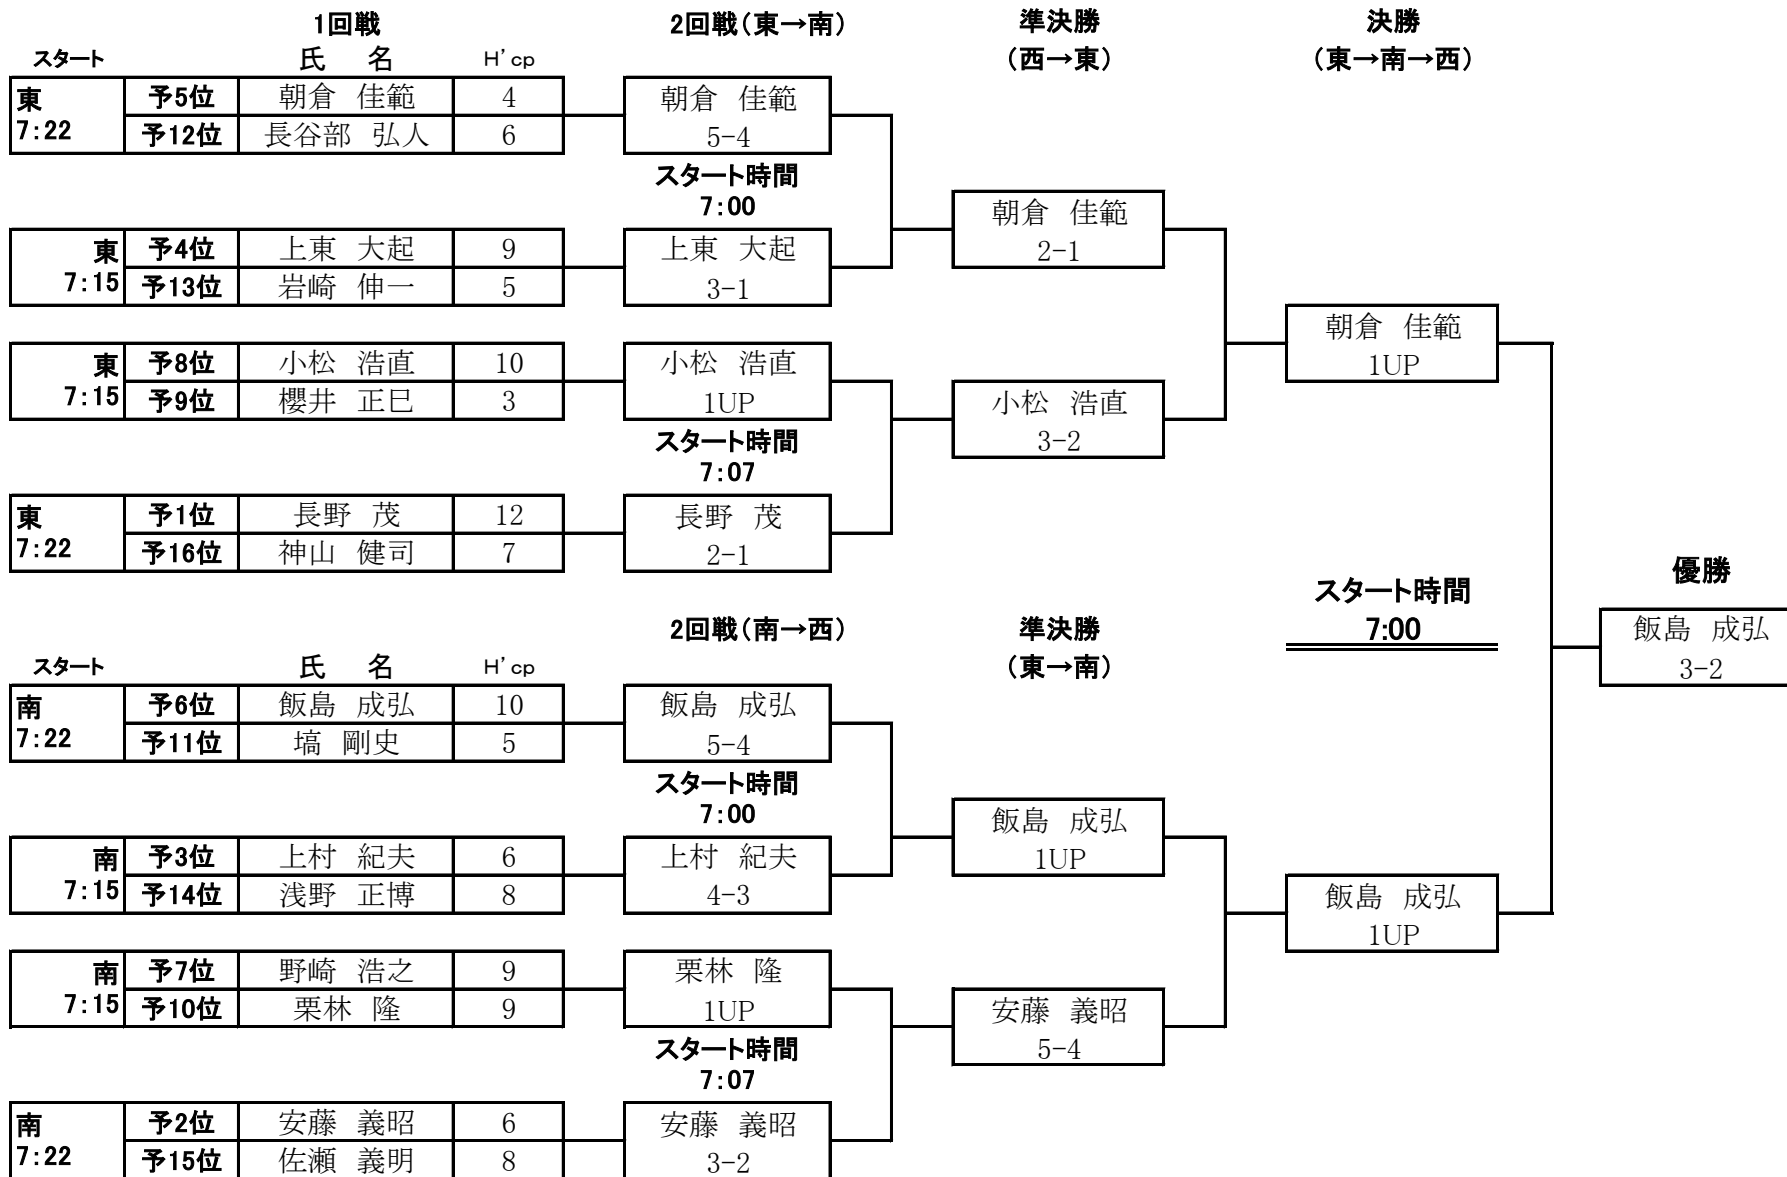 1回戦 2回戦(東→南) 準決勝 決勝
スタート 氏 名 H'cp (西→東) (東→南→西)
東 予5位 朝倉 佳範 4 朝倉 佳範
7:22 予12位 長谷部 弘人 6 5-4
スタート時間
7:00 朝倉 佳範
東 予4位 上東 大起 9 上東 大起 2-1
7:15 予13位 岩崎 伸一 5 3-1
朝倉 佳範
東 予8位 小松 浩直 10 小松 浩直 1UP
7:15 予9位 櫻井 正巳 3 1UP 小松 浩直
スタート時間 3-2
7:07
東 予1位 長野 茂 12 長野 茂
7:22 予16位 神山 健司 7 2-1
優勝
スタート時間
2回戦(南→西) 準決勝 7:00 飯島 成弘
スタート 氏 名 H'cp (東→南) 3-2
南 予6位 飯島 成弘 10 飯島 成弘
7:22 予11位 塙 剛史 5 5-4
スタート時間
7:00 飯島 成弘
南 予3位 上村 紀夫 6 上村 紀夫 1UP
7:15 予14位 浅野 正博 8 4-3 飯島 成弘
1UP
南 予7位 野崎 浩之 9 栗林 隆
7:15 予10位 栗林 隆 9 1UP 安藤 義昭
スタート時間 5-4
7:07
南 予2位 安藤 義昭 6 安藤 義昭
7:22 予15位 佐瀬 義明 8 3-2